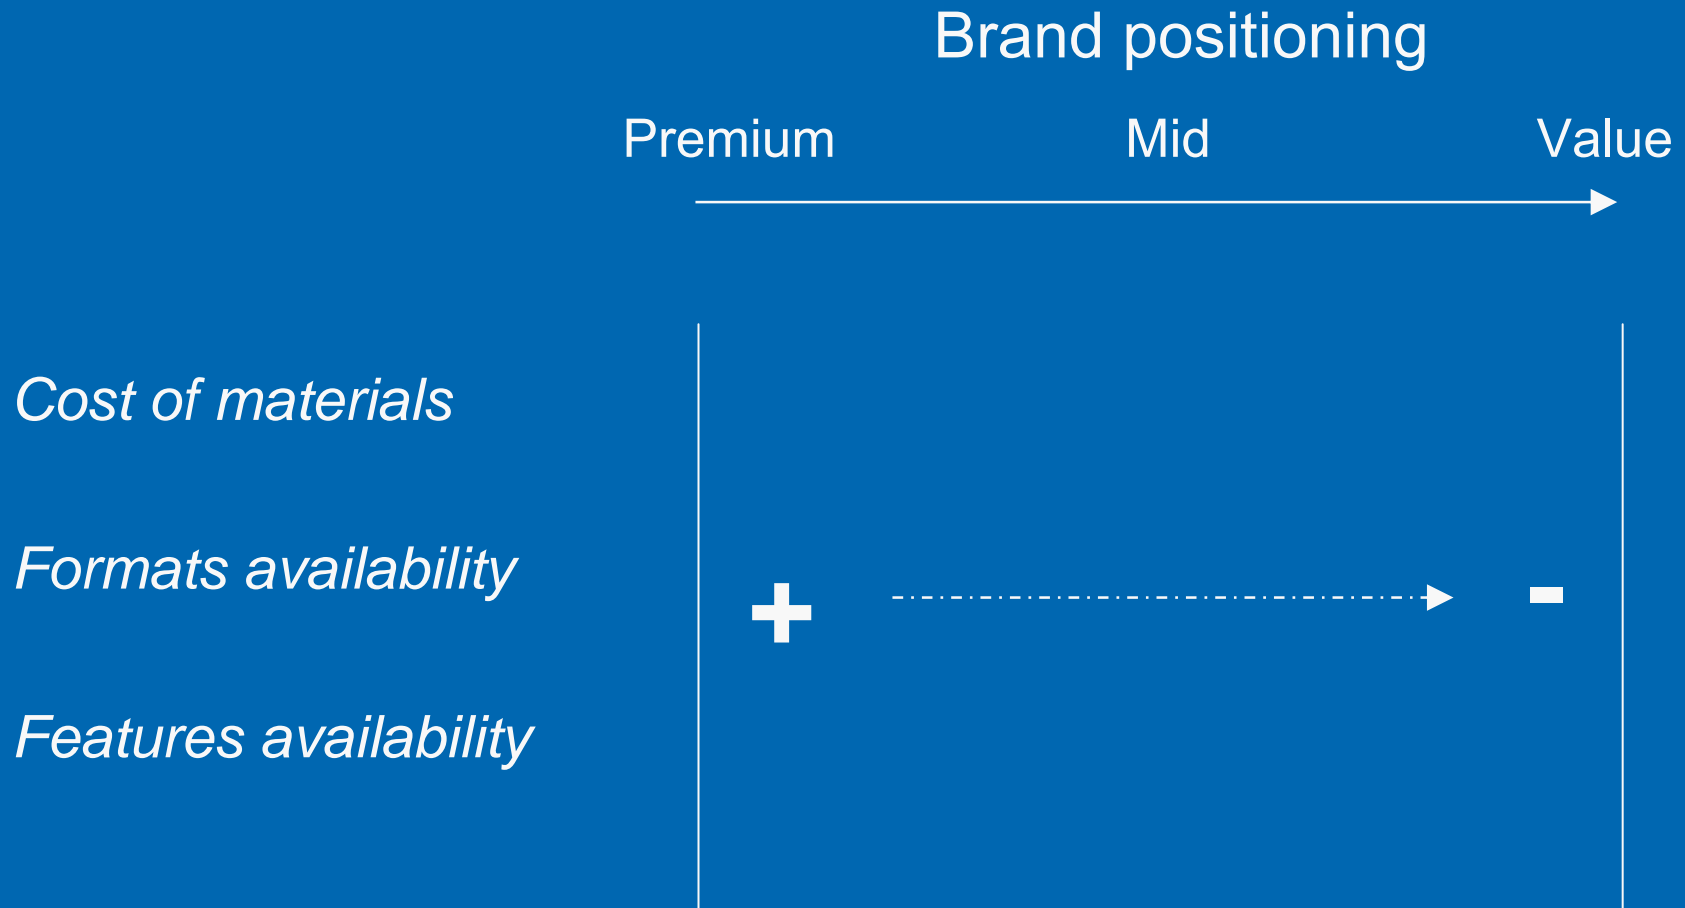 Brand positioning
Premium Mid Value
Cost of materials
Formats availability
+ -
Features availability